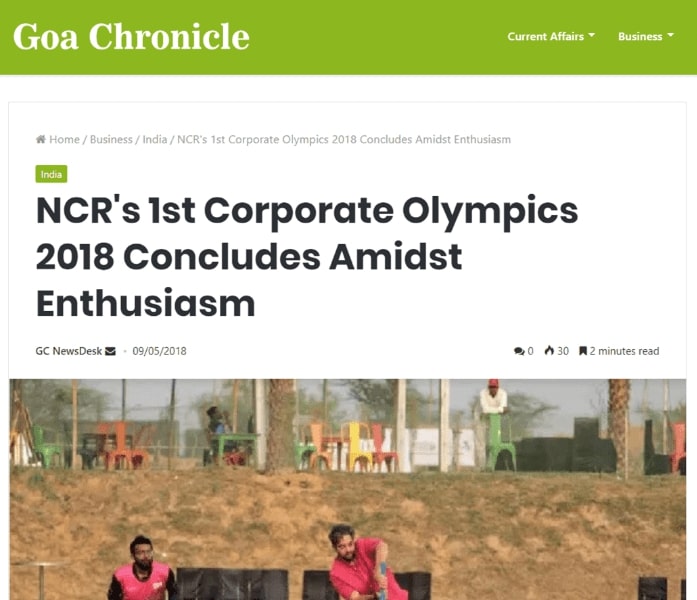 Goa Chronicle
Current Affairs Business
Home / Business / India / NCR's 1st Corporate Olympics 2018 Concludes Amidst Enthusiasm
India
NCR's 1st Corporate Olympics
2018 Concludes Amidst
Enthusiasm
GC NewsDesk 09/05/2018 0 30 2 minutes read